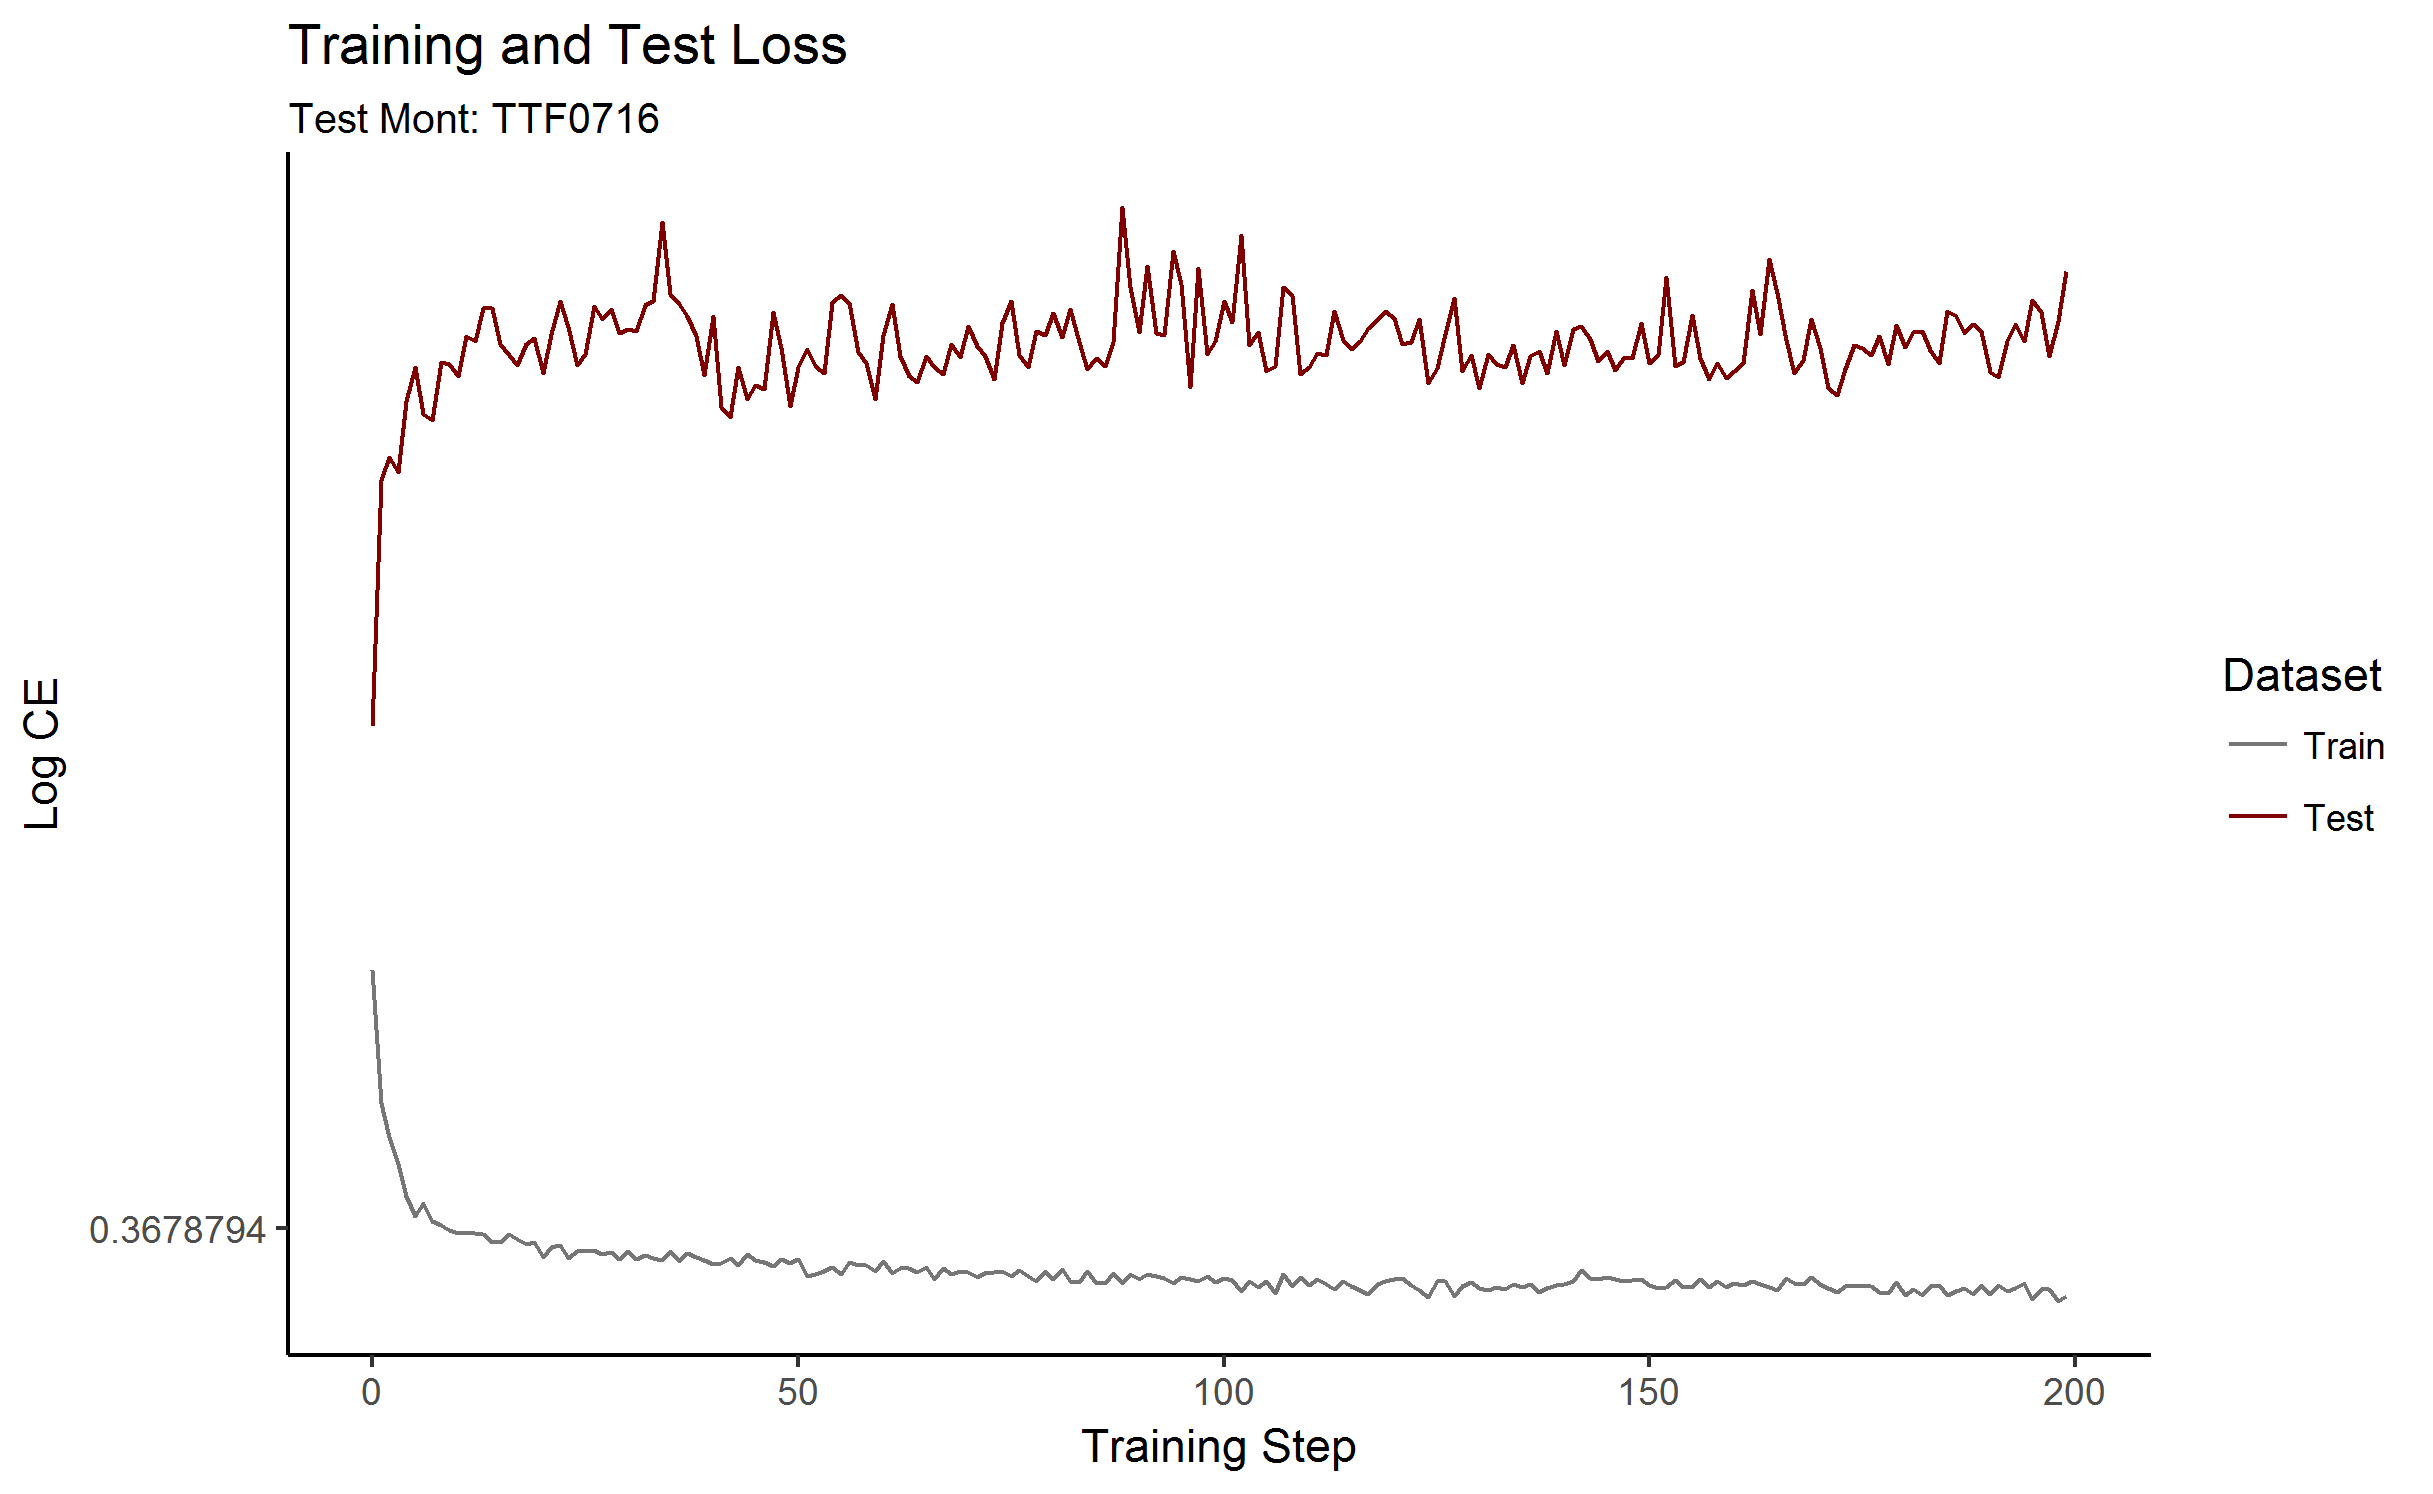 Training and Test Loss
Test Mont: TTF0716
Log CE
0.3678794
0 50 100 150 200
Training Step
Dataset
Train
Test